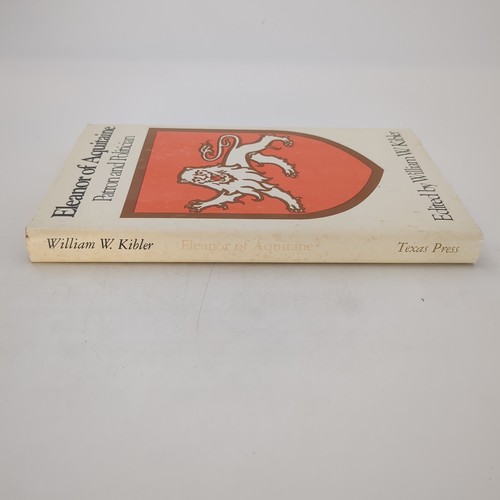 Eleanor of Aquitaine
Patron and Politician
Edited by William W. Kibler
William W. Kibler Eleanor of Aquitaine Texas Press